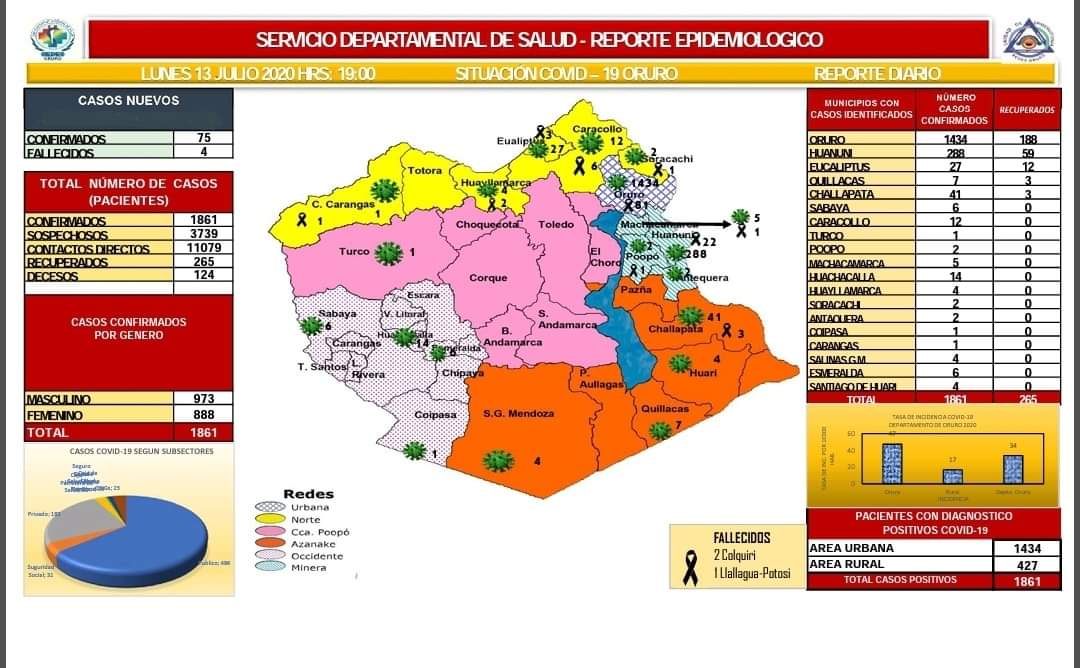 SERVICIO DEPARTAMENTAL DE SALUD - REPORTE EPIDEMIOLOGICO
LUNES 13 JULIO 2020 HRS: 19:00 SITUACIÓN COVID – 19 ORURO REPORTE DIARIO
CASOS NUEVOS
CONFIRMADOS 75
FALLECIDOS 4
TOTAL NÚMERO DE CASOS
(PACIENTES)
CONFIRMADOS 1861
SOSPECHOSOS 3739
CONTACTOS DIRECTOS 11079
RECUPERADOS 265
DECESOS 124
CASOS CONFIRMADOS
POR GENERO
MASCULINO 973
FEMENINO 888
TOTAL 1861
CASOS COVID-19 SEGUN SUBSECTORES
Seguro
Privado;
Seguridad
Social; 31
Caracollo
12
Eualiptus
3
27
6
2
Soracachi
1
Totora
Huayllamarca
4
2
1434
Oruro
81
C. Carangas
1
1
Choquecota
Toledo
Machacamarca
5
1
Huanuni
22
288
2
Poopó
1
2
Antequera
Turco
1
El
Choro
Corque
Pazña
Escara
Sabaya
6
V. Litoral
Carangas
14
Esmeralda
6
S.
Andamarca
B.
Andamarca
41
Challapata
3
T. Santos
L.
Rivera
Chipaya
4
Huari
P.
Aullagas
Coipasa
1
S.G. Mendoza
4
Quillacas
7
Redes
Urbana
Norte
Cca. Poopó
Azanake
Occidente
Minera
FALLECIDOS
2 Colquiri
1 Llallagua-Potosi
MUNICIPIOS CON
CASOS IDENTIFICADOS
NÚMERO
CASOS
CONFIRMADOS
RECUPERADOS
ORURO 1434 188
HUANUNI 288 59
EUCALIPTUS 27 12
QUILLACAS 7 3
CHALLAPATA 41 3
SABAYA 6 0
CARACOLLO 12 0
TURCO 1 0
POOPO 2 0
MACHACAMARCA 5 0
HUACHACALLA 14 0
HUAYLLAMARCA 4 0
SORACACHI 2 0
ANTAQUERA 2 0
COIPASA 1 0
CARANGAS 1 0
SALINAS G.M 4 0
ESMERALDA 6 0
SANTIAGO DE HUARI 4 0
TOTAL 1861 265
TASA DE INCIDENCIA COVID-19
DEPARTAMENTO DE ORURO 2020
TASA DE INC. POR 10000
HAB.
60
40
20
0
47
17
34
Oruro Rural Depto. Oruro
INCIDENCIA
PACIENTES CON DIAGNOSTICO
POSITIVOS COVID-19
AREA URBANA 1434
AREA RURAL 427
TOTAL CASOS POSITIVOS 1861